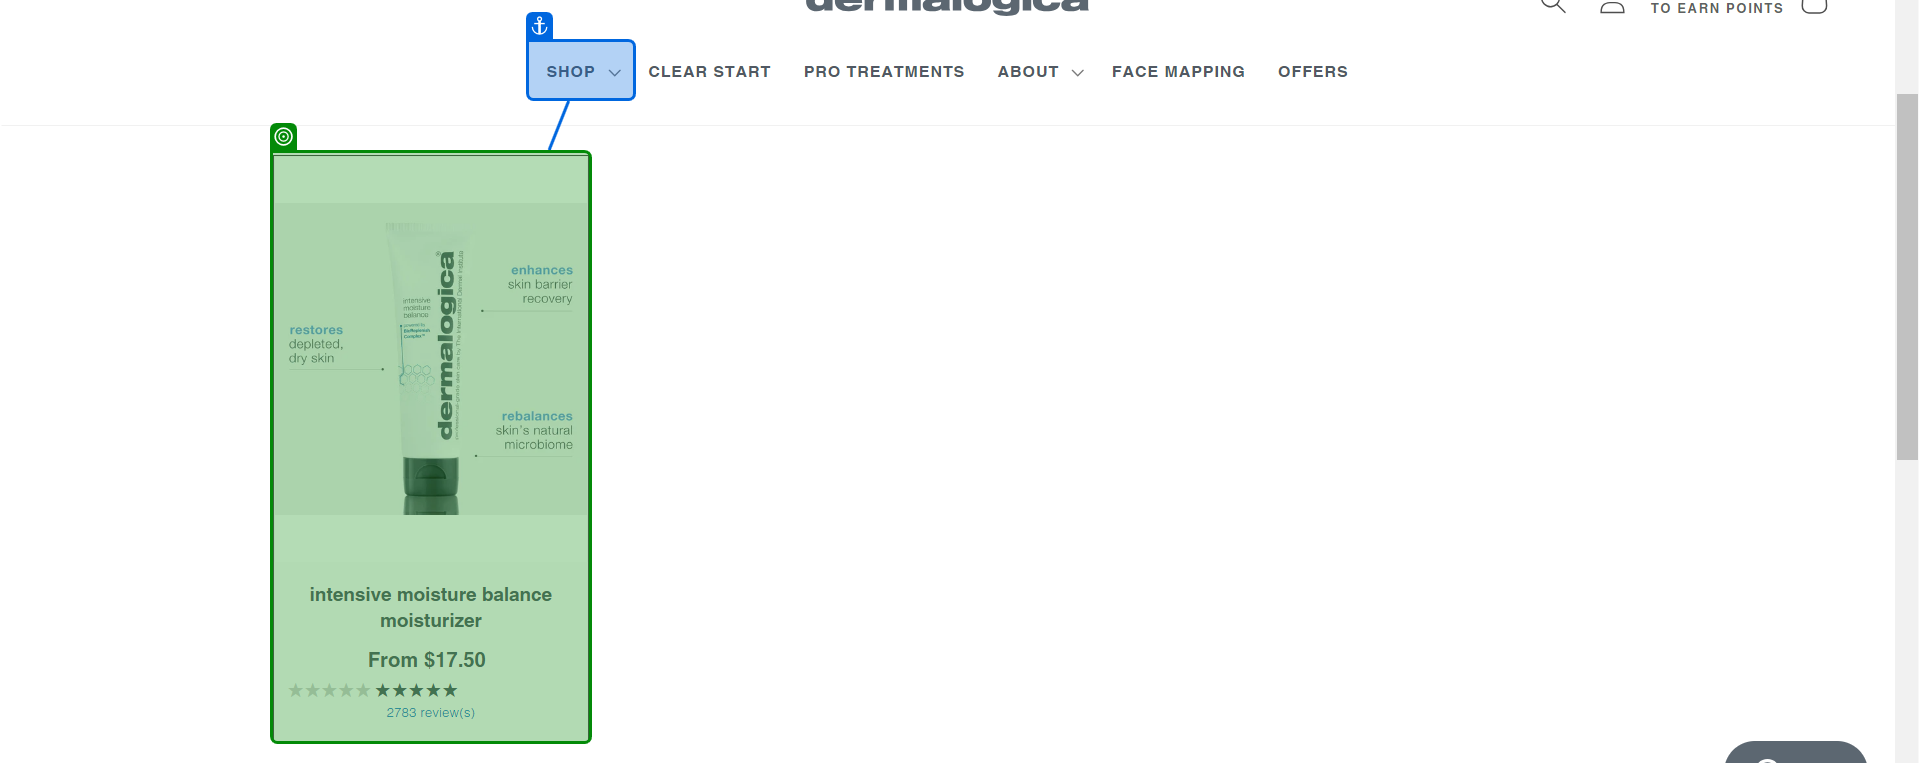 dermalogica
TO EARN POINTS
SHOP
CLEAR START
PRO TREATMENTS
ABOUT
FACE MAPPING
OFFERS
enhances
skin barrier
recovery
restores
depleted,
dry skin
rebalances
skin's natural
microbiome
intensive
moisture
balance
dermalogica
intensive moisture balance
moisturizer
From $17.50
2783 review(s)